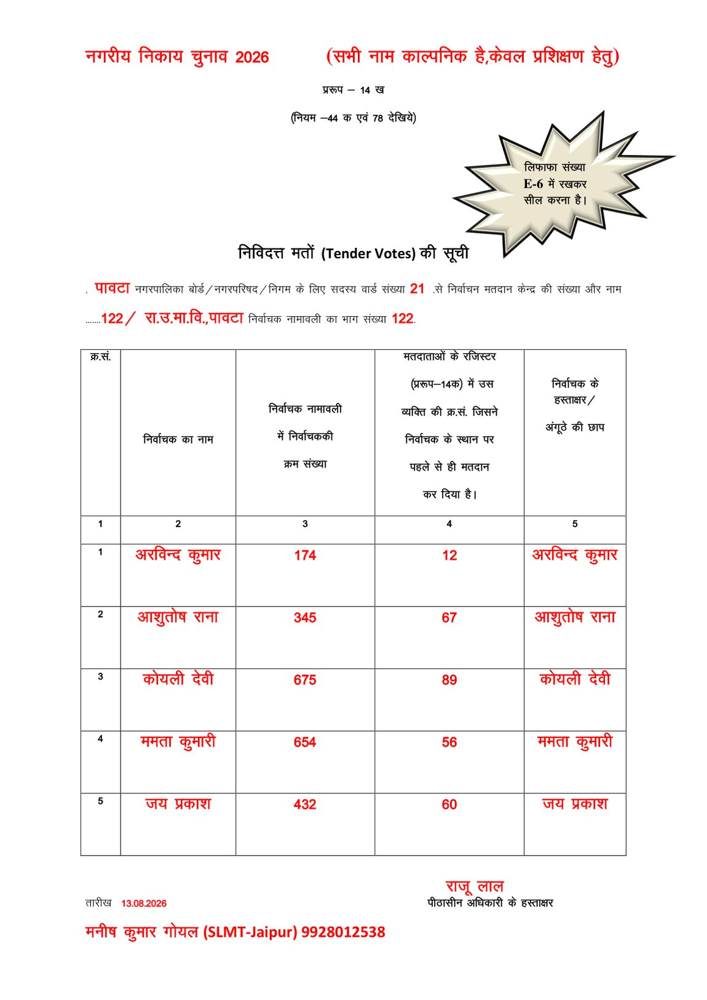 नगरीय निकाय चुनाव 2026 (सभी नाम काल्पनिक है,केवल प्रशिक्षण हेतु)
प्ररूप – 14 ख
(नियम –44 क एवं 78 देखिये)
लिफाफा संख्या
E-6 में रखकर
सील करना है।
निविदत्त मतों (Tender Votes) की सूची
. पावटा नगरपालिका बोर्ड/नगरपरिषद/निगम के लिए सदस्य वार्ड संख्या 21 .से निर्वाचन मतदान केन्द्र की संख्या और नाम
.......122/ रा.उ.मा.वि.,पावटा निर्वाचक नामावली का भाग संख्या 122.
क्र.सं.
निर्वाचक का नाम
निर्वाचक नामावली
में निर्वाचककी
क्रम संख्या
मतदाताओं के रजिस्टर
(प्ररूप–14क) में उस
व्यक्ति की क्र.सं. जिसने
निर्वाचक के स्थान पर
पहले से ही मतदान
कर दिया है।
निर्वाचक के
हस्ताक्षर/
अंगूठे की छाप
1 2 3 4 5
1 अरविन्द कुमार 174 12 अरविन्द कुमार
2 आशुतोष राना 345 67 आशुतोष राना
3 कोयली देवी 675 89 कोयली देवी
4 ममता कुमारी 654 56 ममता कुमारी
5 जय प्रकाश 432 60 जय प्रकाश
राजू लाल
तारीख 13.08.2026 पीठासीन अधिकारी के हस्ताक्षर
मनीष कुमार गोयल (SLMT-Jaipur) 9928012538